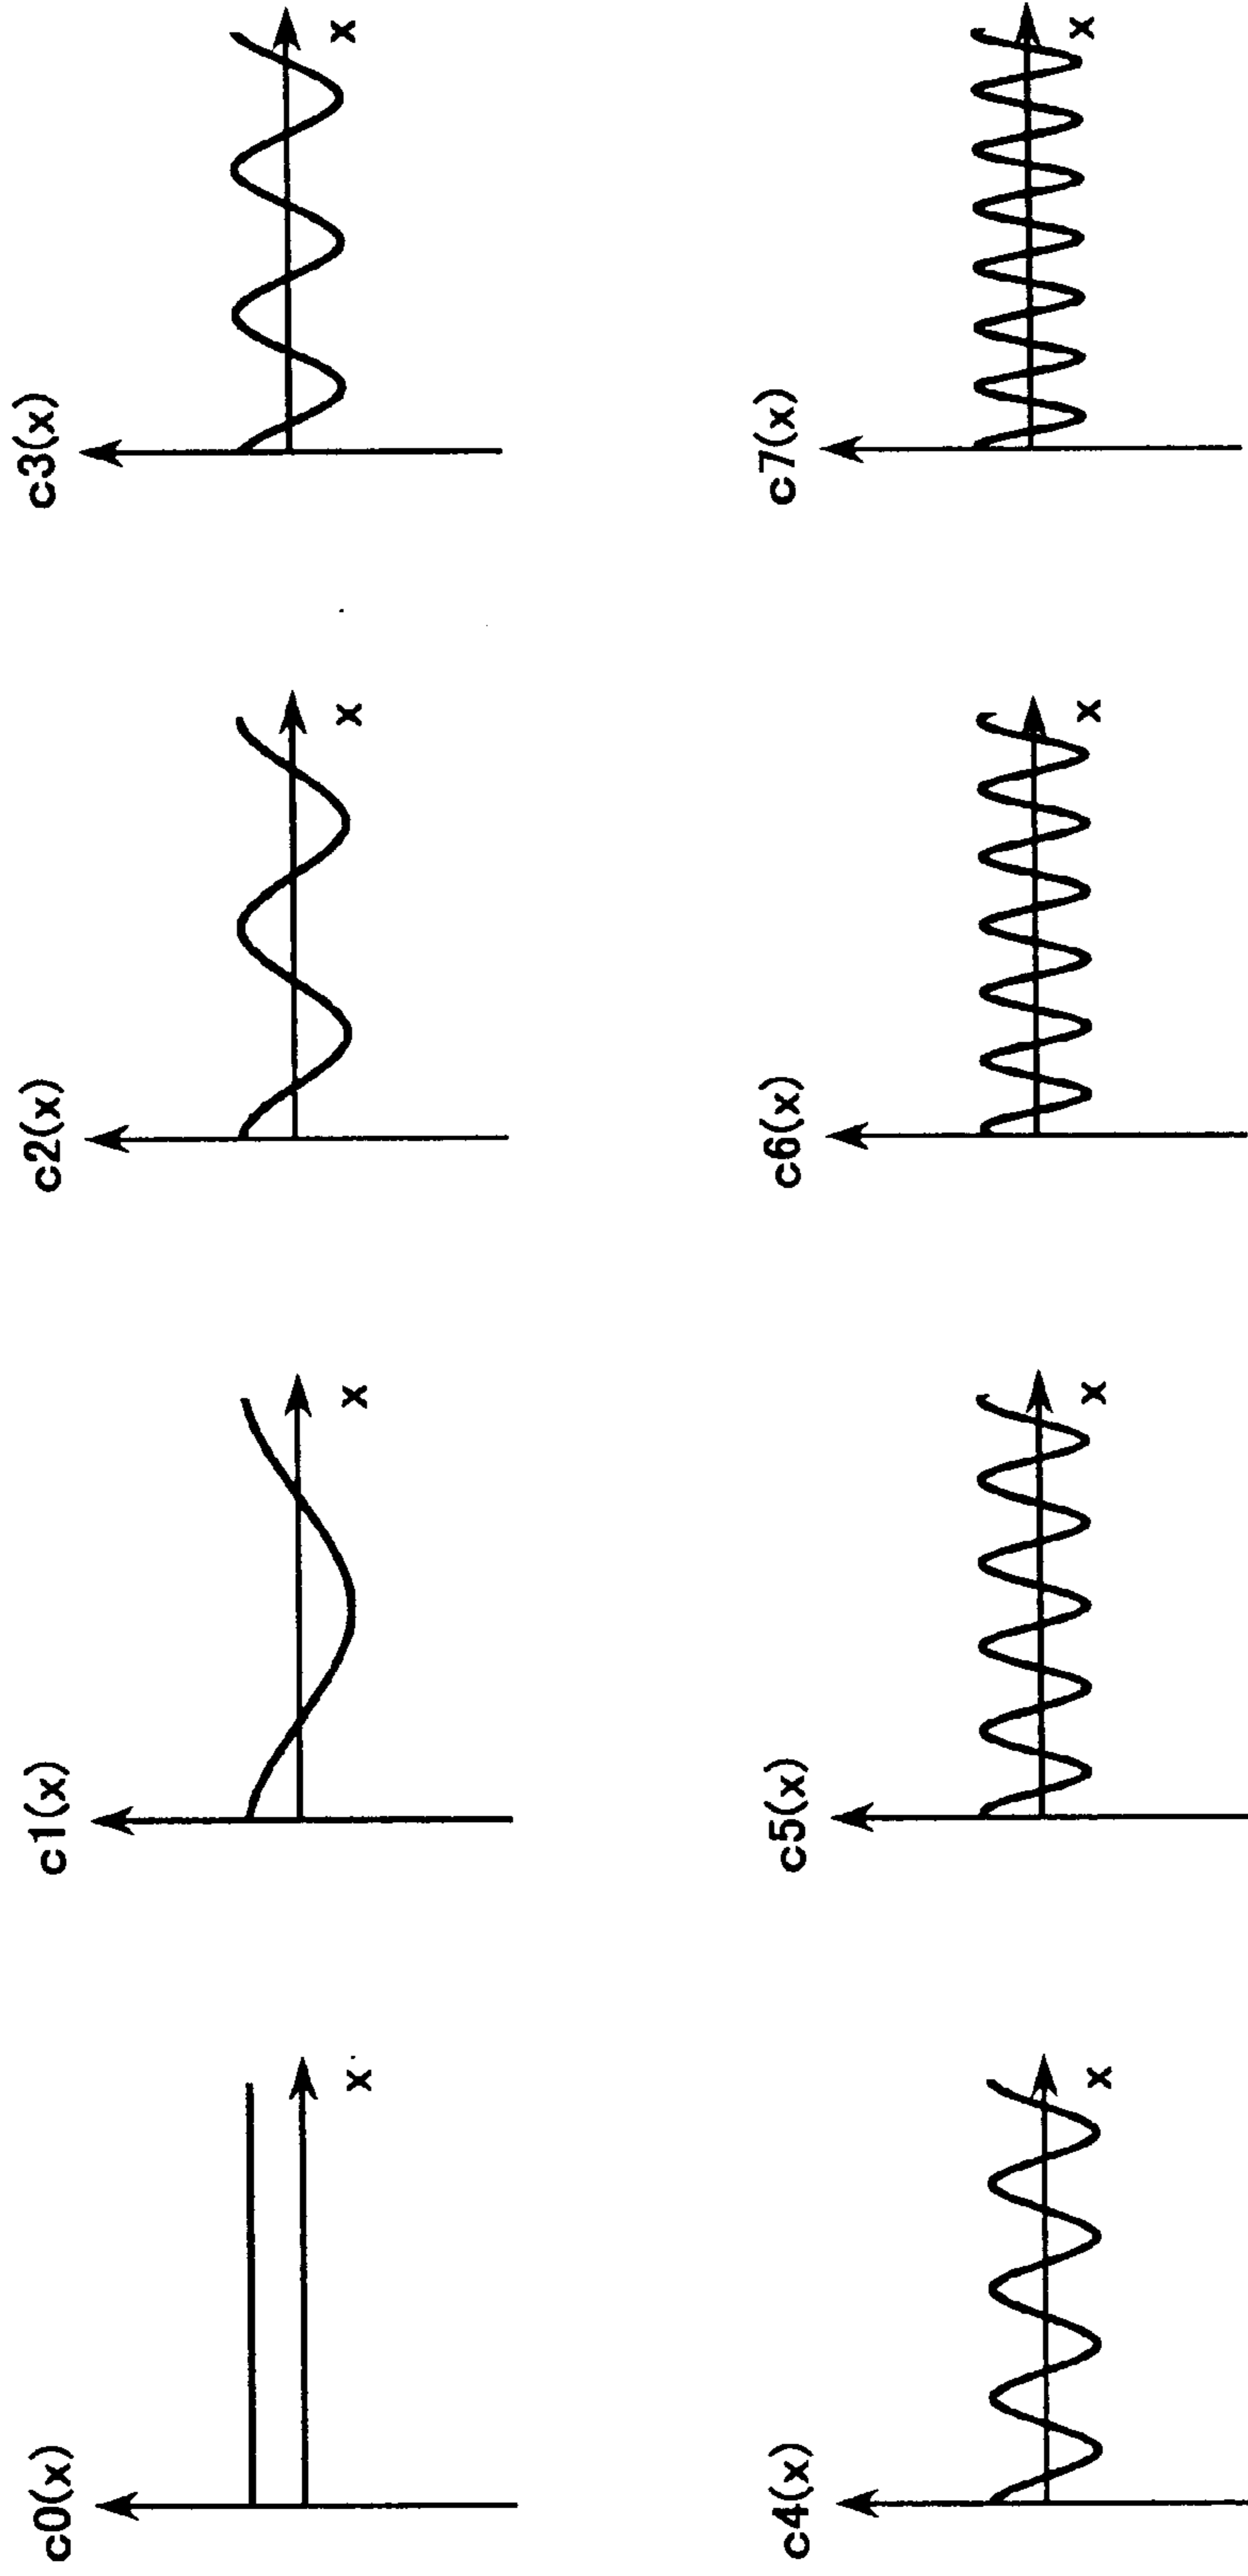 c0(x)
x
c1(x)
x
c2(x)
x
c3(x)
x
c4(x)
x
c5(x)
x
c6(x)
x
c7(x)
x